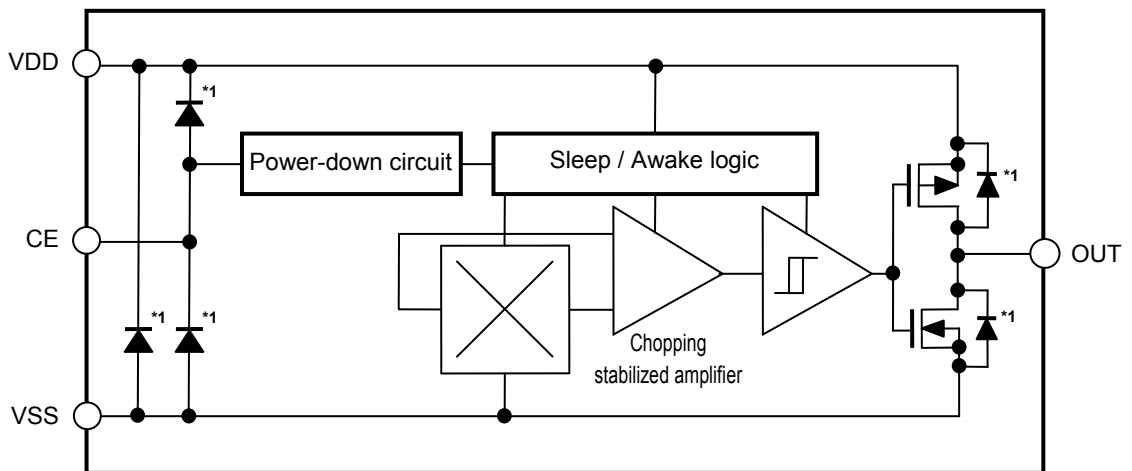 VDD
*1
Power-down circuit
Sleep / Awake logic
*1
CE
OUT
*1
*1
*1
Chopping
stabilized amplifier
VSS